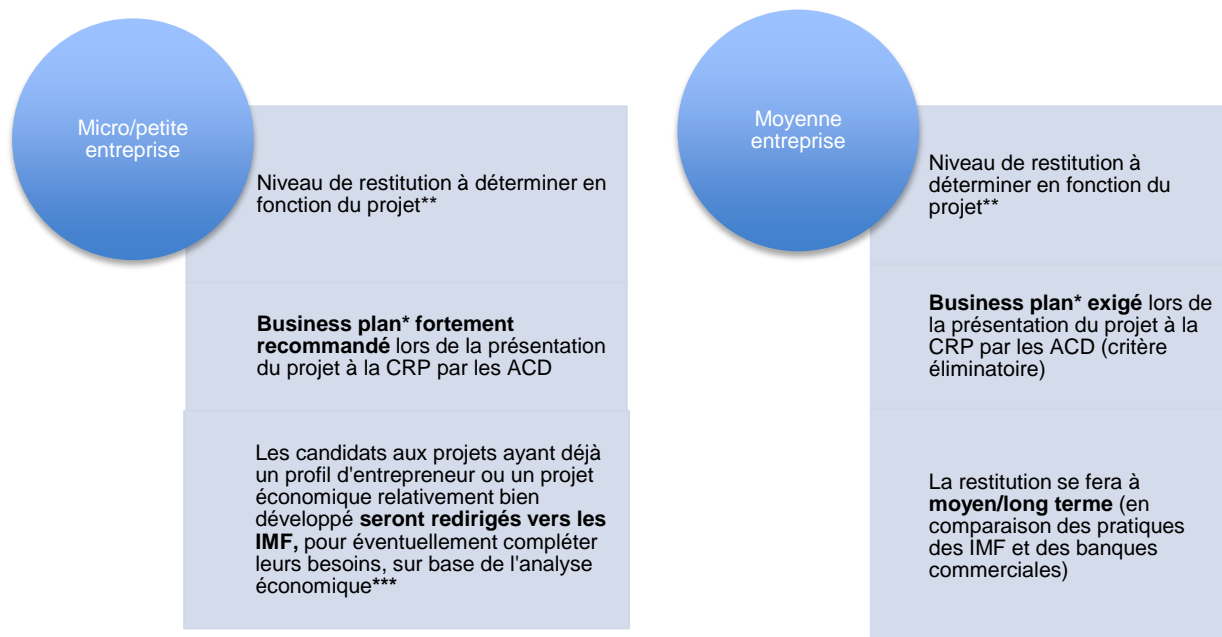 Micro/petite
entreprise
Niveau de restitution à déterminer en
fonction du projet**
Business plan* fortement
recommandé lors de la présentation
du projet à la CRP par les ACD
Les candidats aux projets ayant déjà
un profil d'entrepreneur ou un projet
économique relativement bien
développé seront redirigés vers les
IMF, pour éventuellement compléter
leurs besoins, sur base de l'analyse
économique***
Moyenne
entreprise
Niveau de restitution à
déterminer en fonction du
projet**
Business plan* exigé lors de
la présentation du projet à la
CRP par les ACD (critère
éliminatoire)
La restitution se fera à
moyen/long terme (en
comparaison des pratiques
des IMF et des banques
commerciales)